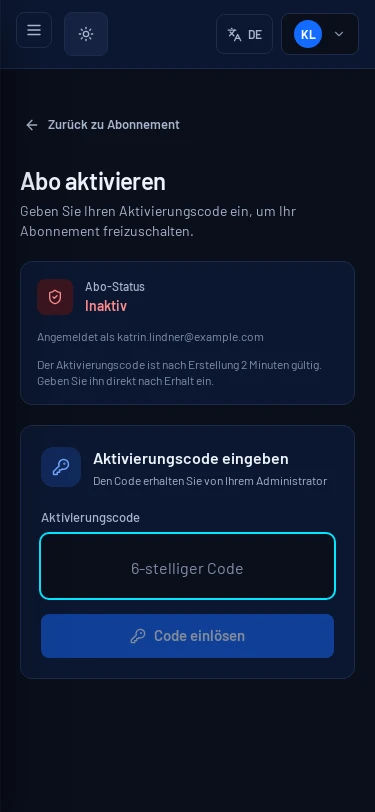 DE
KL
Zurück zu Abonnement
Abo aktivieren
Geben Sie Ihren Aktivierungscode ein, um Ihr
Abonnement freizuschalten.
Abo-Status
Inaktiv
Angemeldet als katrin.lindner@example.com
Der Aktivierungscode ist nach Erstellung 2 Minuten gültig.
Geben Sie ihn direkt nach Erhalt ein.
Aktivierungscode eingeben
Den Code erhalten Sie von Ihrem Administrator
Aktivierungscode
6-stelliger Code
Code einlösen